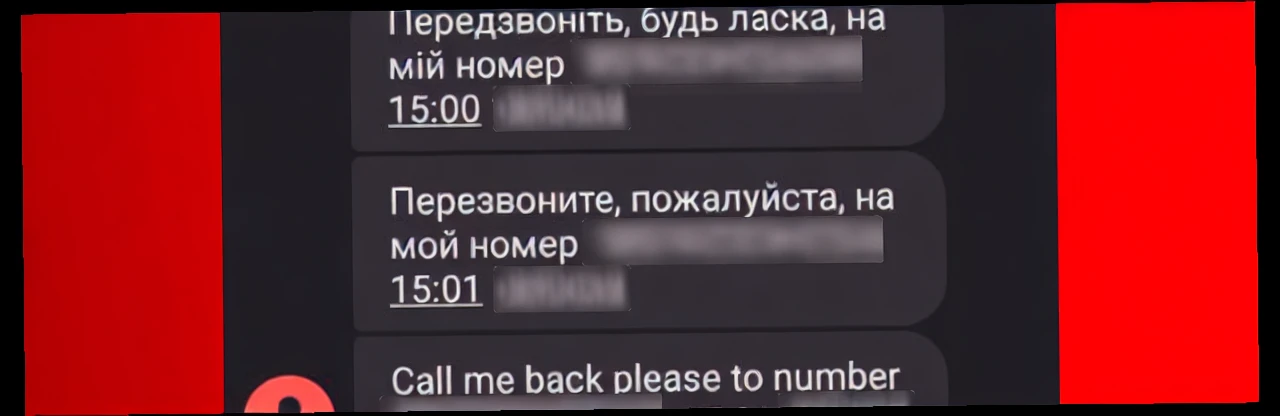 Передзвоніть, будь ласка, на
мій номер
15:00
Перезвоните, пожалуйста, на
мой номер
15:01
Call me back please to number